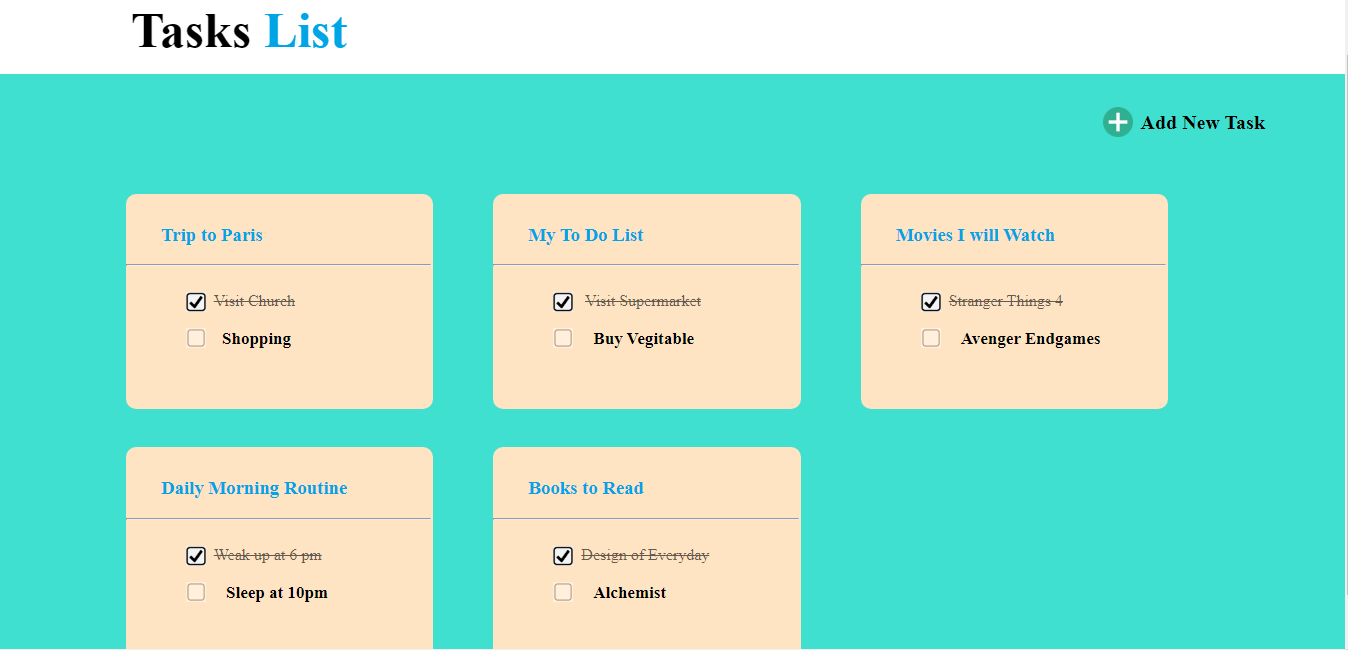 Tasks List
Add New Task
Trip to Paris
Visit Church
Shopping
My To Do List
Visit Supermarket
Buy Vegitable
Movies I will Watch
Stranger Things 4
Avenger Endgames
Daily Morning Routine
Weak up at 6 pm
Sleep at 10pm
Books to Read
Design of Everyday
Alchemist